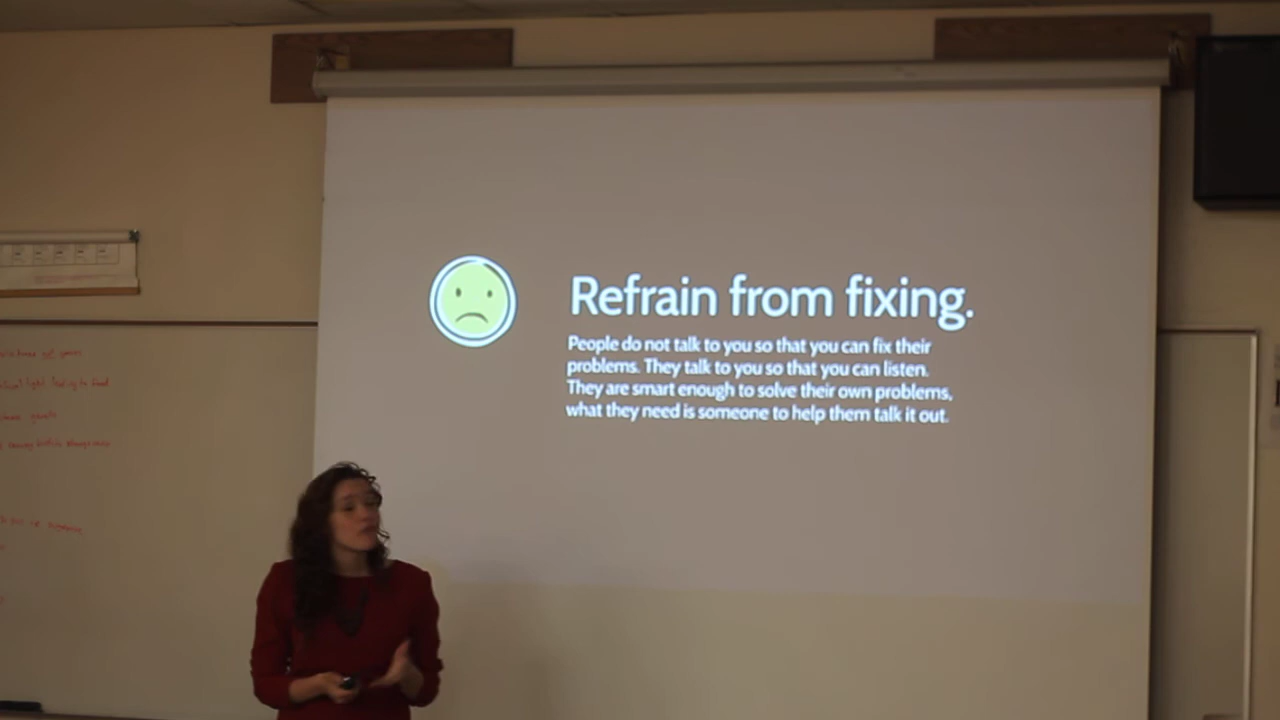 Refrain from fixing.
People do not talk to you so that you can fix their
problems. They talk to you so that you can listen.
They are smart enough to solve their own problems,
what they need is someone to help them talk it out.